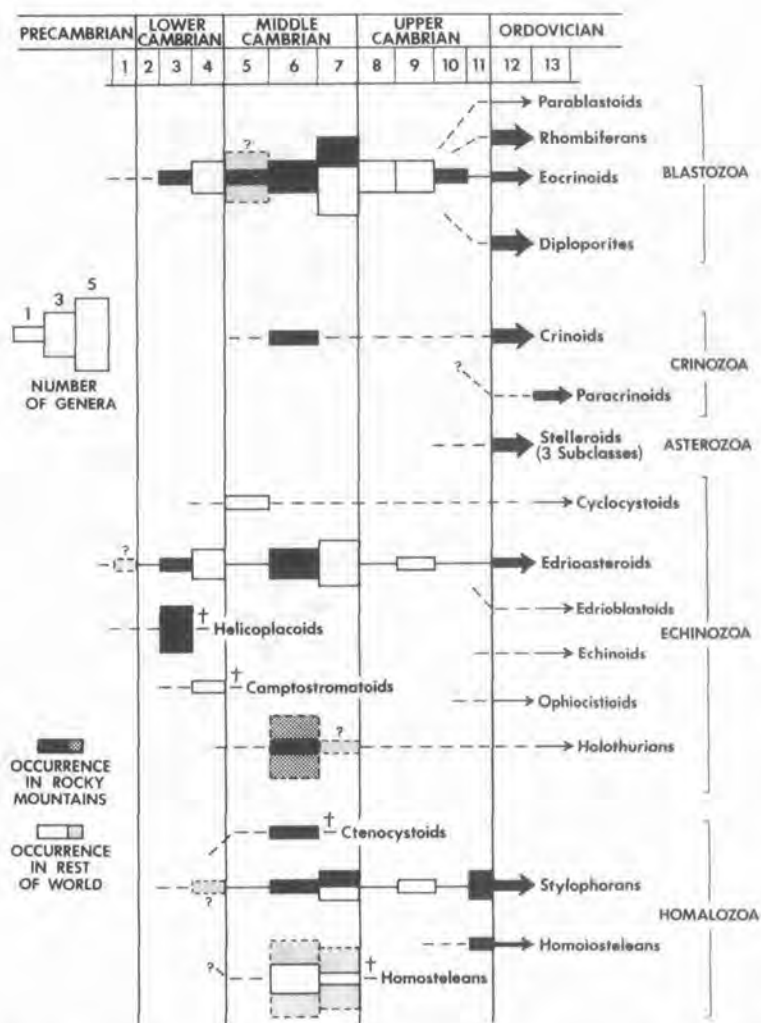 PRECAMBRIAN
LOWER CAMBRIAN
MIDDLE CAMBRIAN
UPPER CAMBRIAN
ORDOVICIAN
1 2 3 4 5 6 7 8 9 10 11 12 13
Parablastoids
?
Rhombiferans
Eocrinoids
BLASTOZOA
Diploporites
1 3 5
NUMBER
OF GENERA
Crinoids
CRINOZOA
?
Paracrinoids
Stelleroids
(3 Subclasses)
ASTEROZOA
Cyclocystoids
?
Edrioasteroids
Edrioblastoids
† Helicoplacoids
ECHINOZOA
Echinoids
† Camptostromatoids
Ophiocistioids
?
Holothurians
OCCURRENCE
IN ROCKY
MOUNTAINS
† Ctenocystoids
OCCURRENCE
IN REST
OF WORLD
Stylophorans
?
HOMALOZOA
Homoiosteleans
?
† Homosteleans